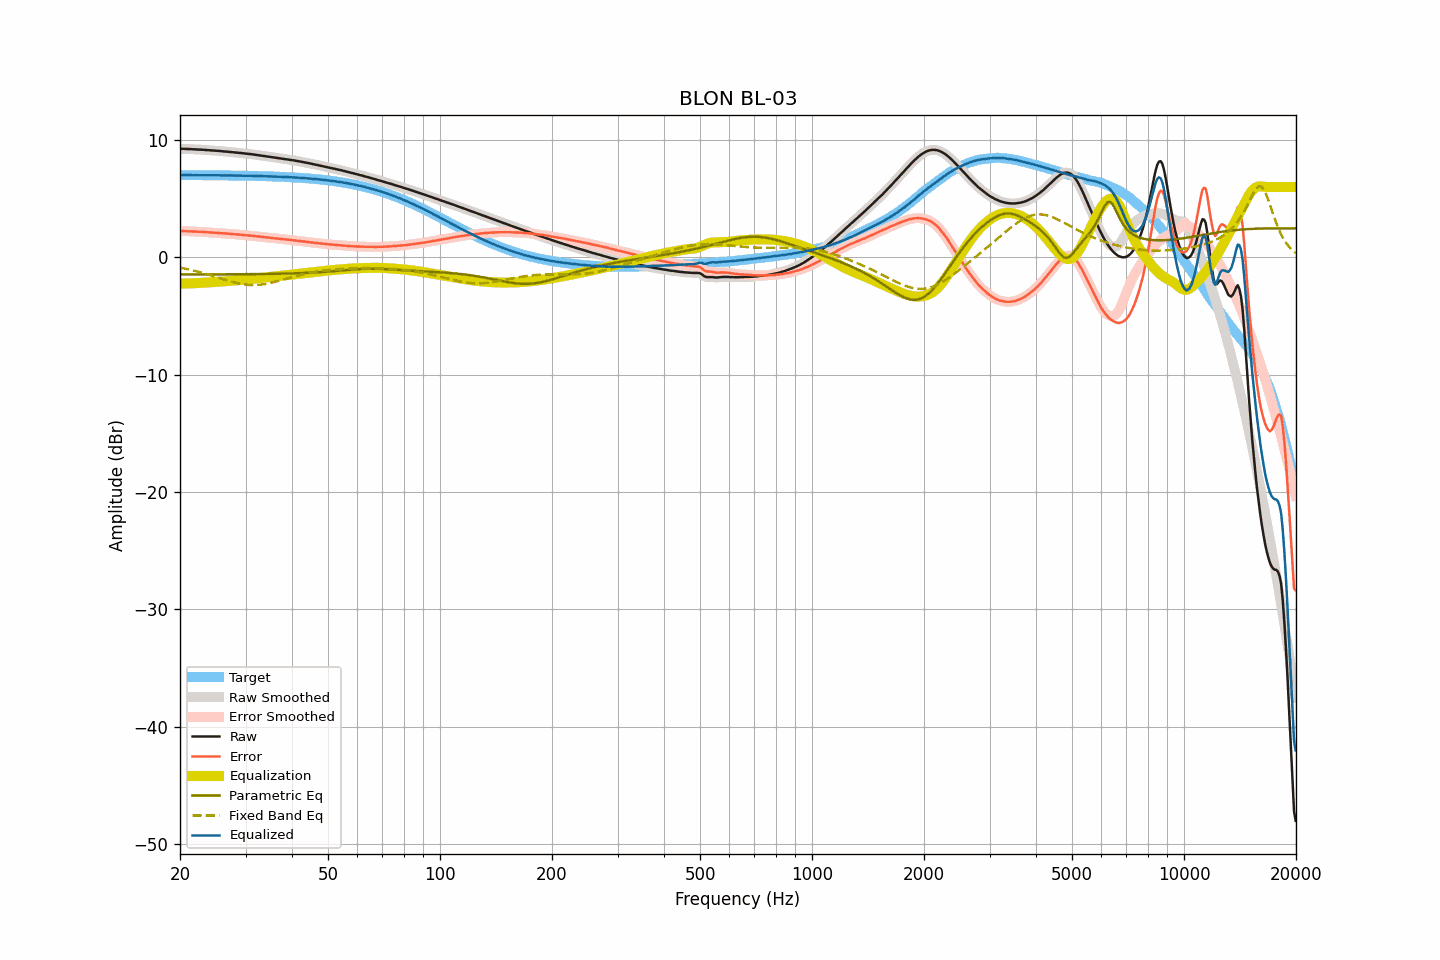 BLON BL-03
10
0
−10
−20
−30
−40
−50
Amplitude (dBr)
Target
Raw Smoothed
Error Smoothed
Raw
Error
Equalization
Parametric Eq
Fixed Band Eq
Equalized
20 50 100 200 500 1000 2000 5000 10000 20000
Frequency (Hz)